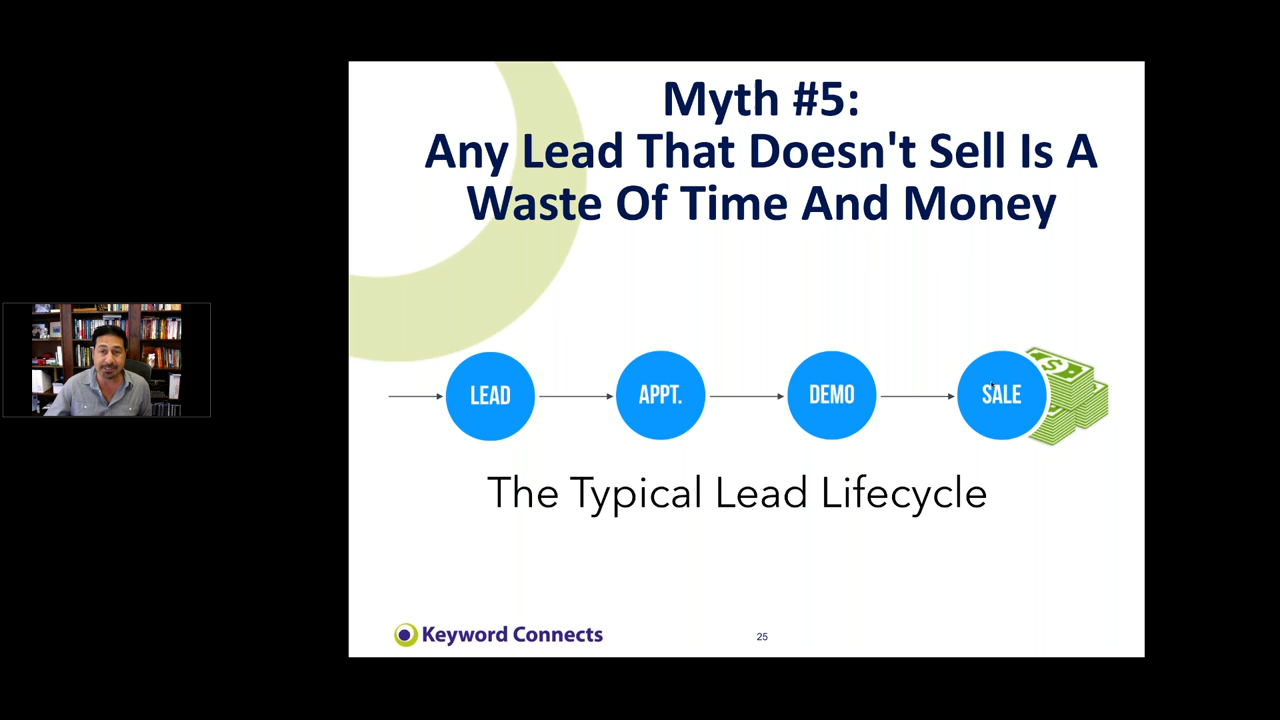 Myth #5:
Any Lead That Doesn't Sell Is A
Waste Of Time And Money
LEAD
APPT.
DEMO
SALE
The Typical Lead Lifecycle
Keyword Connects
25